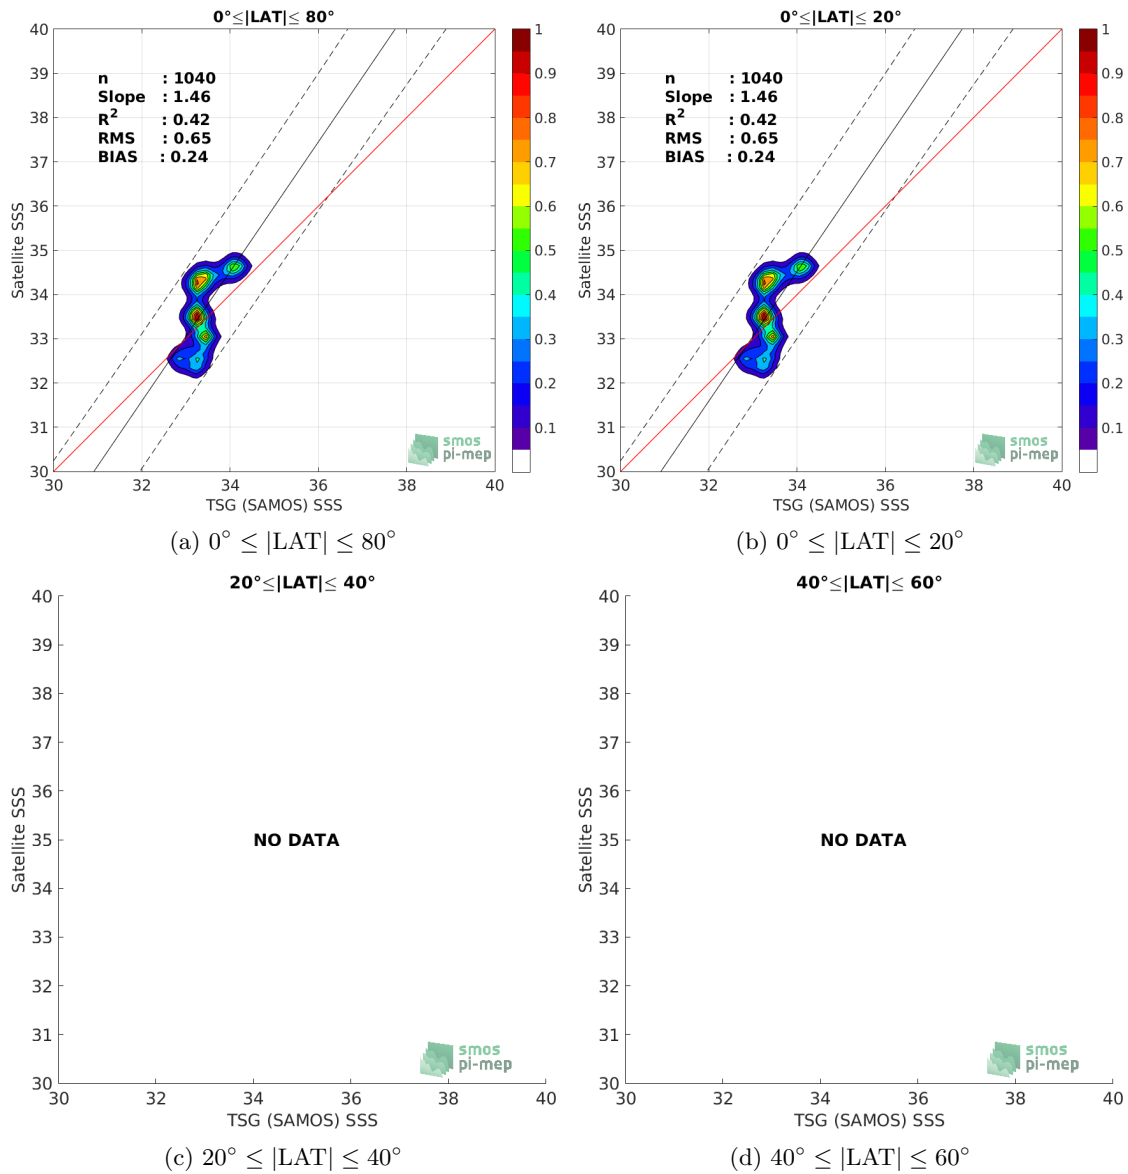 0°≤|LAT|≤ 80°
40
39
38
37
36
35
34
33
32
31
30
Satellite SSS
n : 1040
Slope : 1.46
R² : 0.42
RMS : 0.65
BIAS : 0.24
30 32 34 36 38 40
TSG (SAMOS) SSS
1
0.9
0.8
0.7
0.6
0.5
0.4
0.3
0.2
0.1
smos
pi-mep
(a) 0° ≤ |LAT| ≤ 80°
0°≤|LAT|≤ 20°
40
39
38
37
36
35
34
33
32
31
30
Satellite SSS
n : 1040
Slope : 1.46
R² : 0.42
RMS : 0.65
BIAS : 0.24
30 32 34 36 38 40
TSG (SAMOS) SSS
1
0.9
0.8
0.7
0.6
0.5
0.4
0.3
0.2
0.1
smos
pi-mep
(b) 0° ≤ |LAT| ≤ 20°
20°≤|LAT|≤ 40°
40
39
38
37
36
35
34
33
32
31
30
Satellite SSS
NO DATA
smos
pi-mep
30 32 34 36 38 40
TSG (SAMOS) SSS
(c) 20° ≤ |LAT| ≤ 40°
40°≤|LAT|≤ 60°
40
39
38
37
36
35
34
33
32
31
30
Satellite SSS
NO DATA
smos
pi-mep
30 32 34 36 38 40
TSG (SAMOS) SSS
(d) 40° ≤ |LAT| ≤ 60°